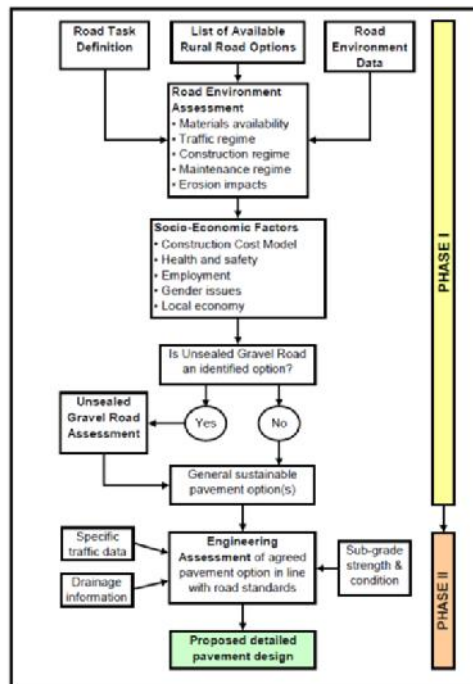 Road Task
Definition
List of Available
Rural Road Options
Road
Environment
Data
Road Environment
Assessment
• Materials availability
• Traffic regime
• Construction regime
• Maintenance regime
• Erosion impacts
Socio-Economic Factors
• Construction Cost Model
• Health and safety
• Employment
• Gender issues
• Local economy
Is Unsealed Gravel Road
an identified option?
Unsealed
Gravel Road
Assessment
Yes
No
General sustainable
pavement option(s)
PHASE I
Specific
traffic data
Drainage
information
Engineering
Assessment of agreed
pavement option in line
with road standards
Sub-grade
strength &
condition
Proposed detailed
pavement design
PHASE II